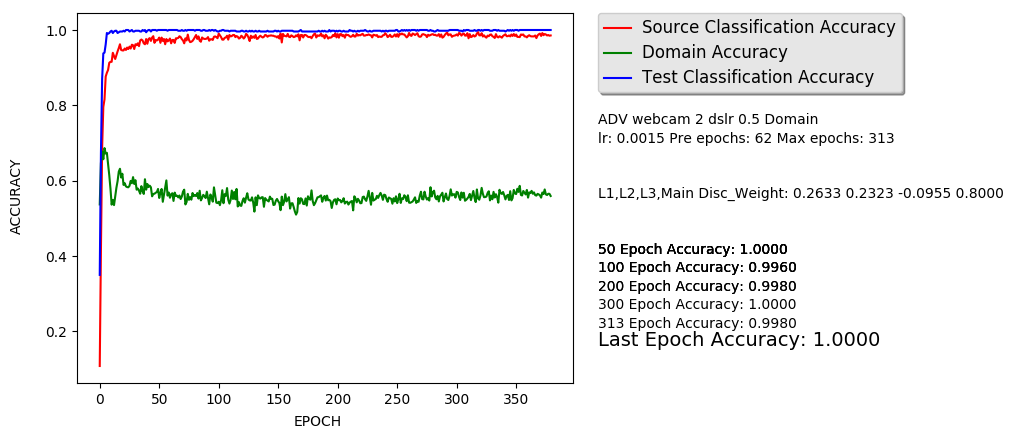 1.0
0.8
0.6
0.4
0.2
0
50
100
150
200
250
300
350
ACCURACY
EPOCH
Source Classification Accuracy
Domain Accuracy
Test Classification Accuracy
ADV webcam 2 dslr 0.5 Domain
lr: 0.0015 Pre epochs: 62 Max epochs: 313
L1,L2,L3,Main Disc_Weight: 0.2633 0.2323 -0.0955 0.8000
50 Epoch Accuracy: 1.0000
100 Epoch Accuracy: 0.9960
200 Epoch Accuracy: 0.9980
300 Epoch Accuracy: 1.0000
313 Epoch Accuracy: 0.9980
Last Epoch Accuracy: 1.0000